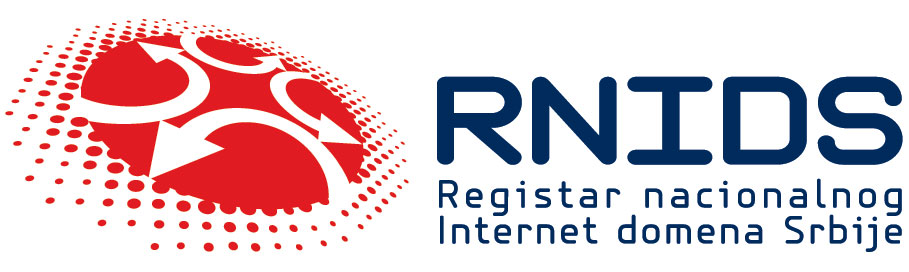 RNIDS
Registar nacionalnog
Internet domena Srbije